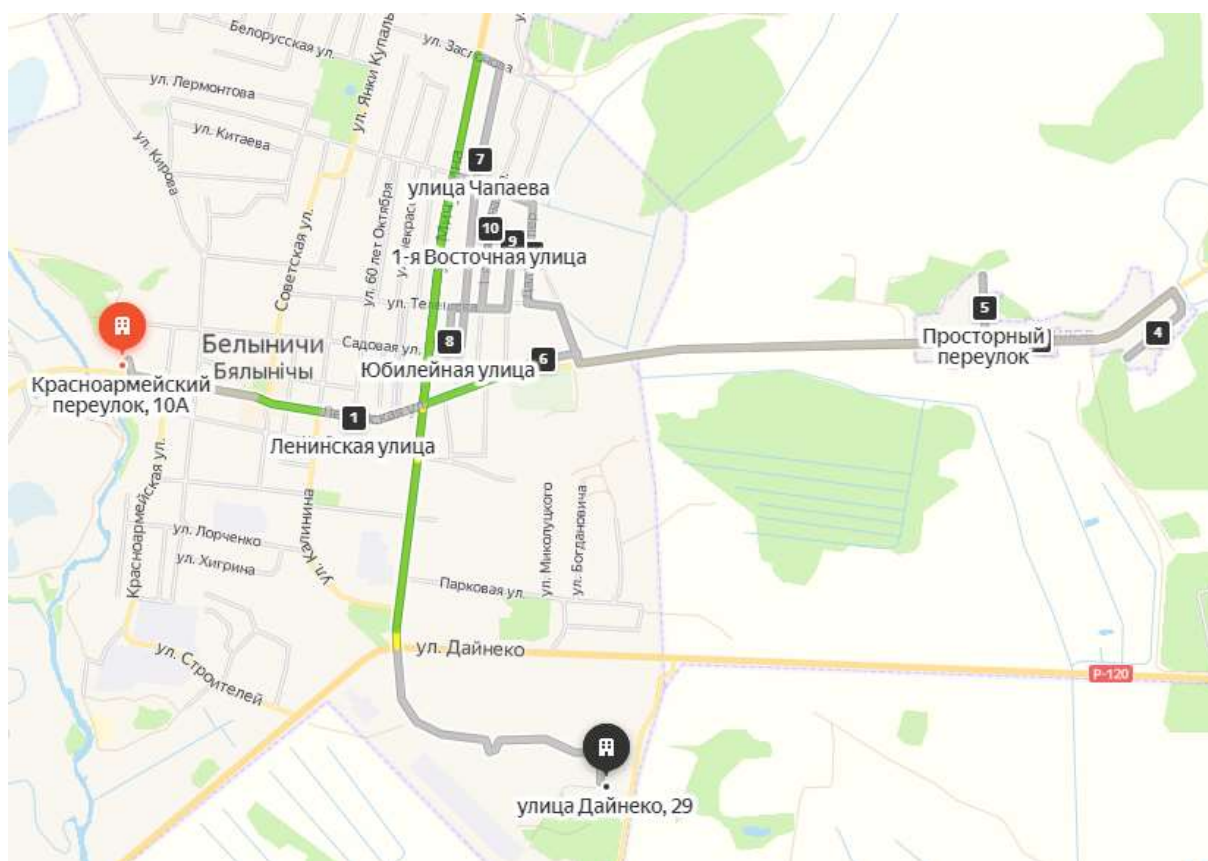 Белорусская ул.
ул. Заслонова
ул. Янки Купалы
ул. Лермонтова
ул. Китаева
ул. Кирова
7
улица Чапаева
Советская ул.
ул. 60 лет Октября
10
9
1-я Восточная улица
5
4
Просторный
переулок
Белыничи
Бялынічы
Садовая ул.
8
6
Юбилейная улица
Красноармейский
переулок, 10А
1
Ленинская улица
Красноармейская ул.
ул. Лорченко
ул. Хигрина
ул. Калинина
ул. Миколуцкого
ул. Богдановича
Парковая ул.
ул. Дайнеко
ул. Строителей
Р-120
улица Дайнеко, 29